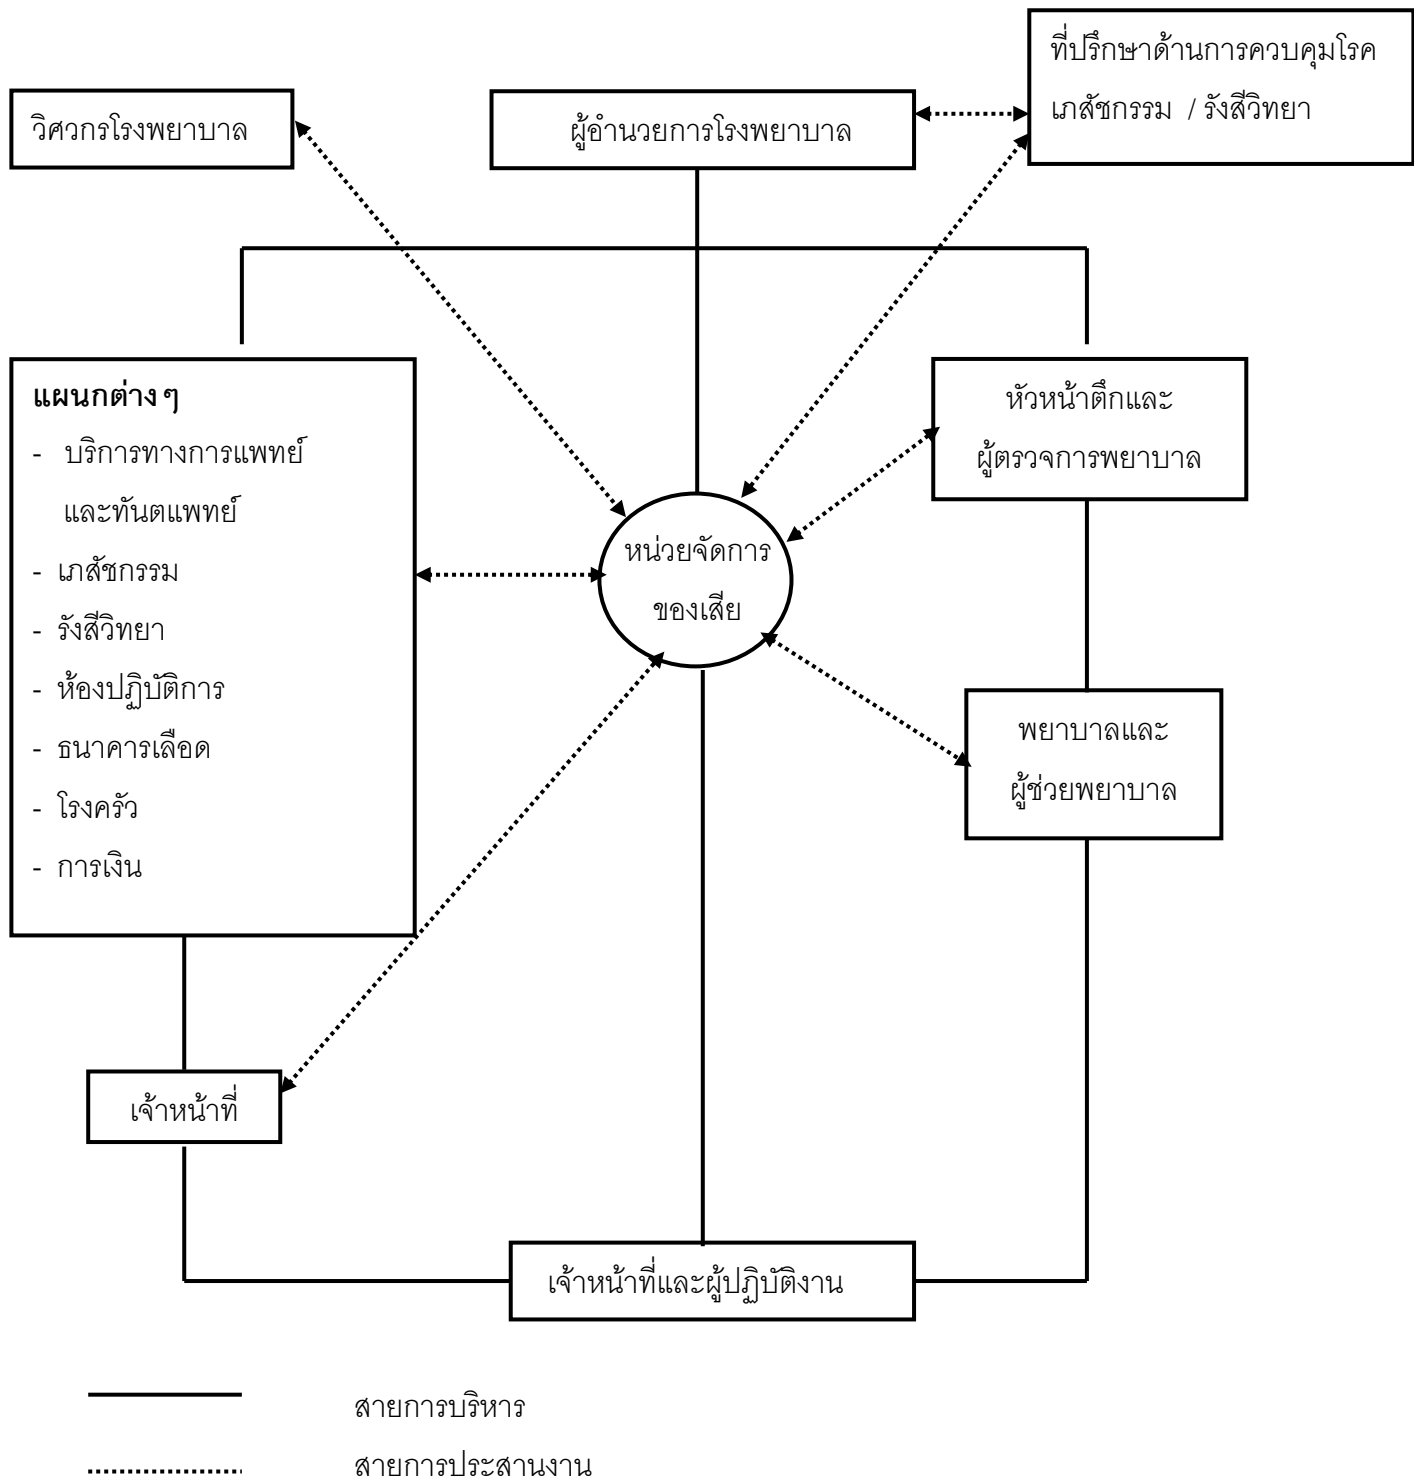 ที่ปรึกษาด้านการควบคุมโรค
เภสัชกรรม / รังสีวิทยา
วิศวกรโรงพยาบาล
ผู้อำนวยการโรงพยาบาล
แผนกต่าง ๆ
- บริการทางการแพทย์
และทันตแพทย์
- เภสัชกรรม
- รังสีวิทยา
- ห้องปฏิบัติการ
- ธนาคารเลือด
- โรงครัว
- การเงิน
หัวหน้าตึกและ
ผู้ตรวจการพยาบาล
หน่วยจัดการ
ของเสีย
พยาบาลและ
ผู้ช่วยพยาบาล
เจ้าหน้าที่
เจ้าหน้าที่และผู้ปฏิบัติงาน
สายการบริหาร
สายการประสานงาน